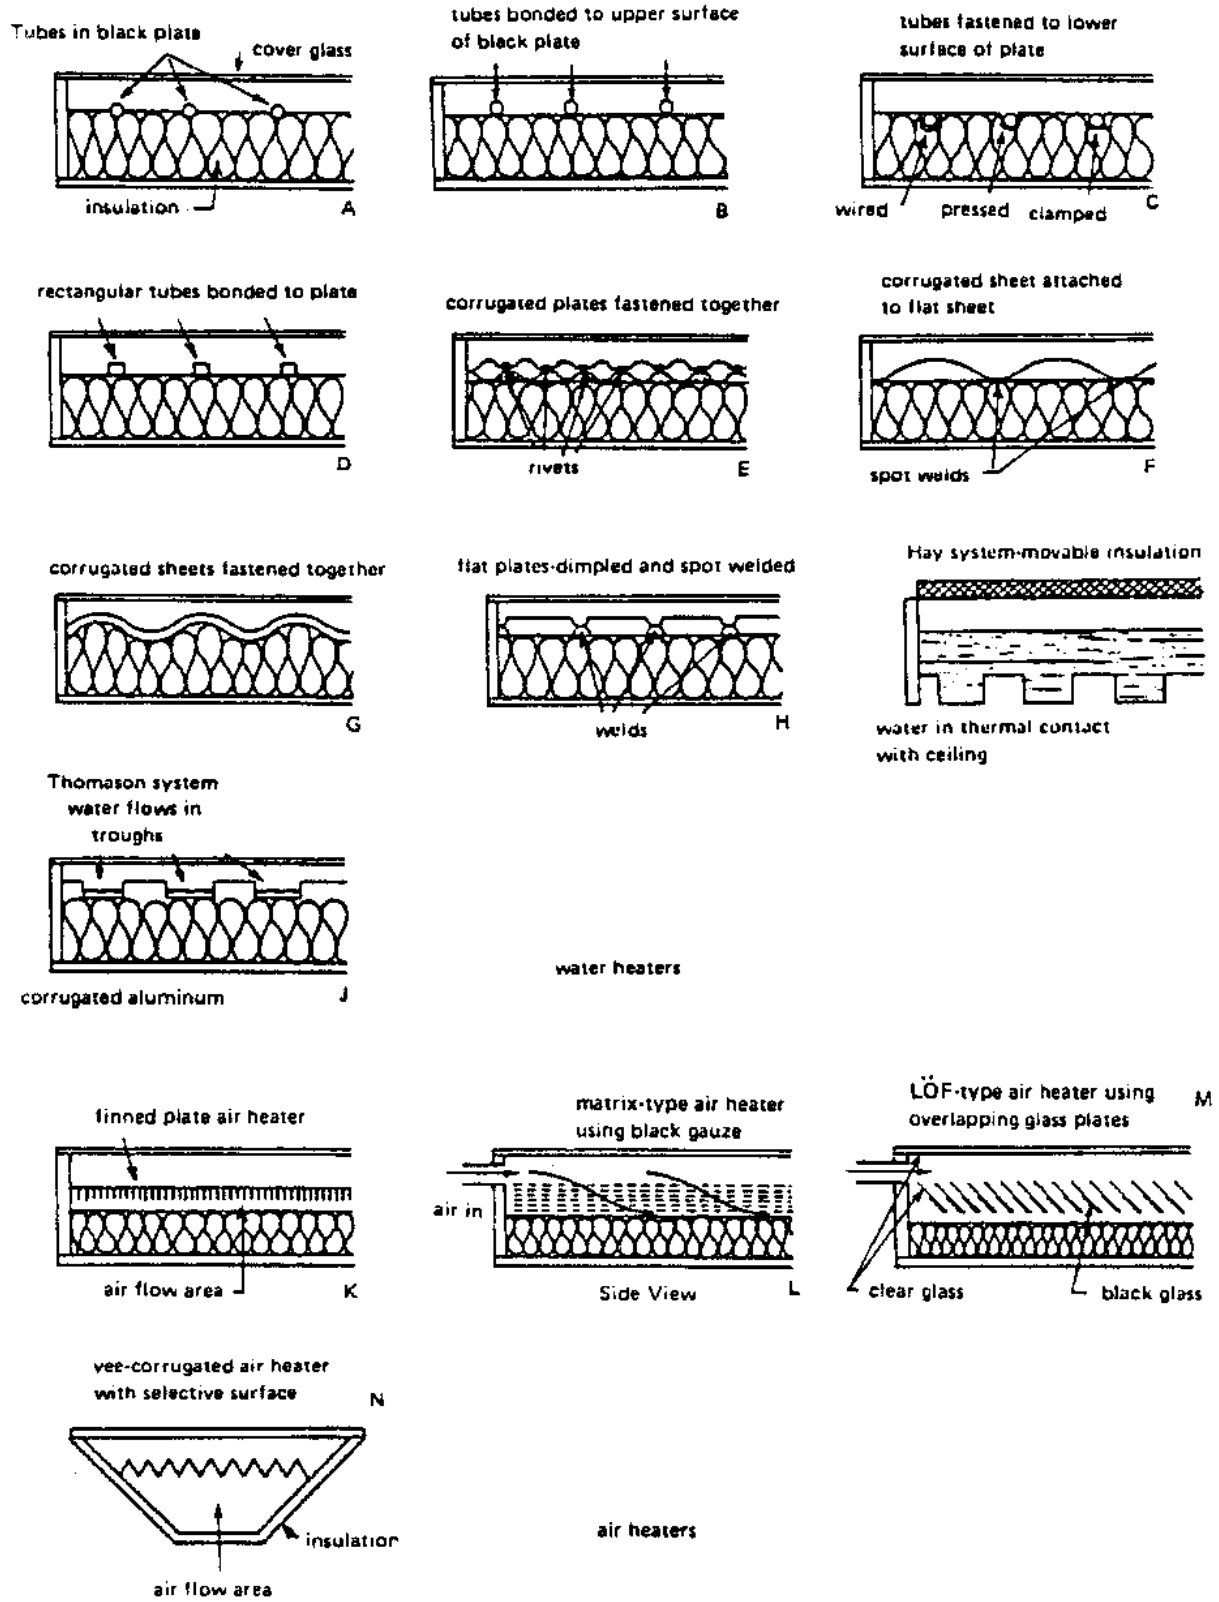 Tubes in black plate
cover glass
insulation
A
tubes bonded to upper surface
of black plate
B
tubes fastened to lower
surface of plate
wired
pressed
clamped
C
rectangular tubes bonded to plate
D
corrugated plates fastened together
rivets
E
corrugated sheet attached
to flat sheet
spot welds
F
corrugated sheets fastened together
G
flat plates-dimpled and spot welded
welds
H
Hay system-movable insulation
water in thermal contact
with ceiling
Thomason system
water flows in
troughs
corrugated aluminum
J
water heaters
finned plate air heater
air flow area
K
matrix-type air heater
using black gauze
air in
Side View
L
LÖF-type air heater using
overlapping glass plates
M
clear glass
black glass
vee-corrugated air heater
with selective surface
N
insulation
air flow area
air heaters